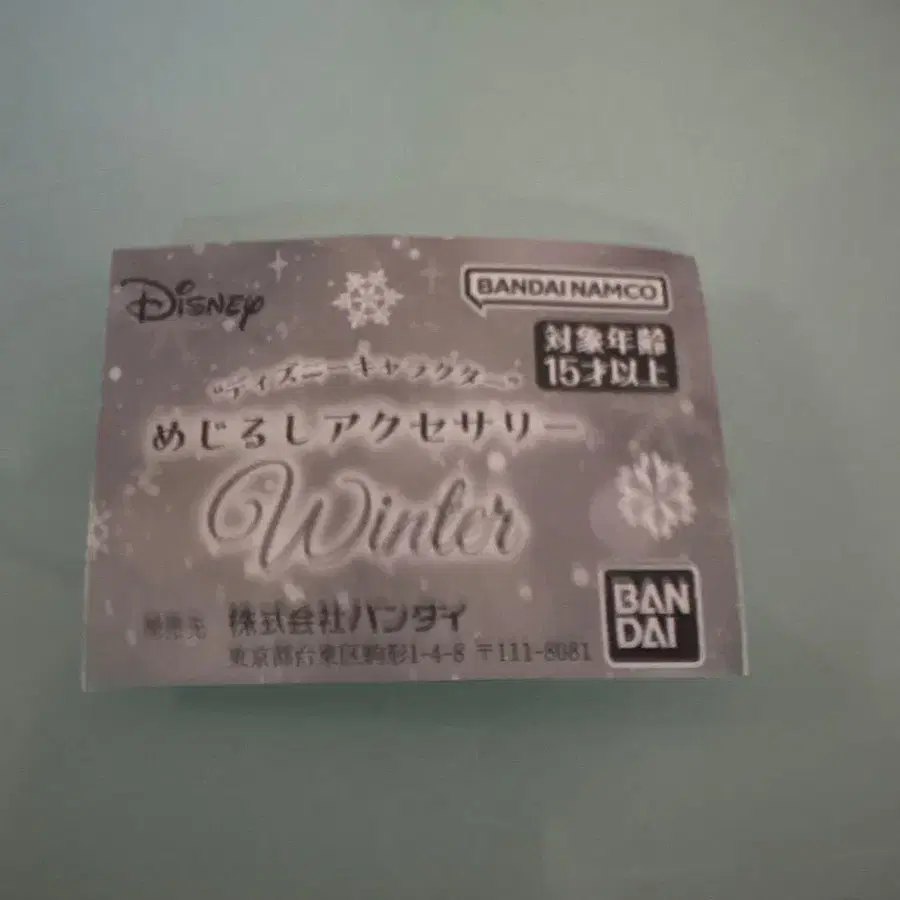 Disney
BANDAI NAMCO
対象年齢
15才以上
"ディズニーキャラクター"
めじるしアクセサリー
Winter
発売元 株式会社バンダイ
東京都台東区駒形1-4-8 〒111-8081
BAN
DAI